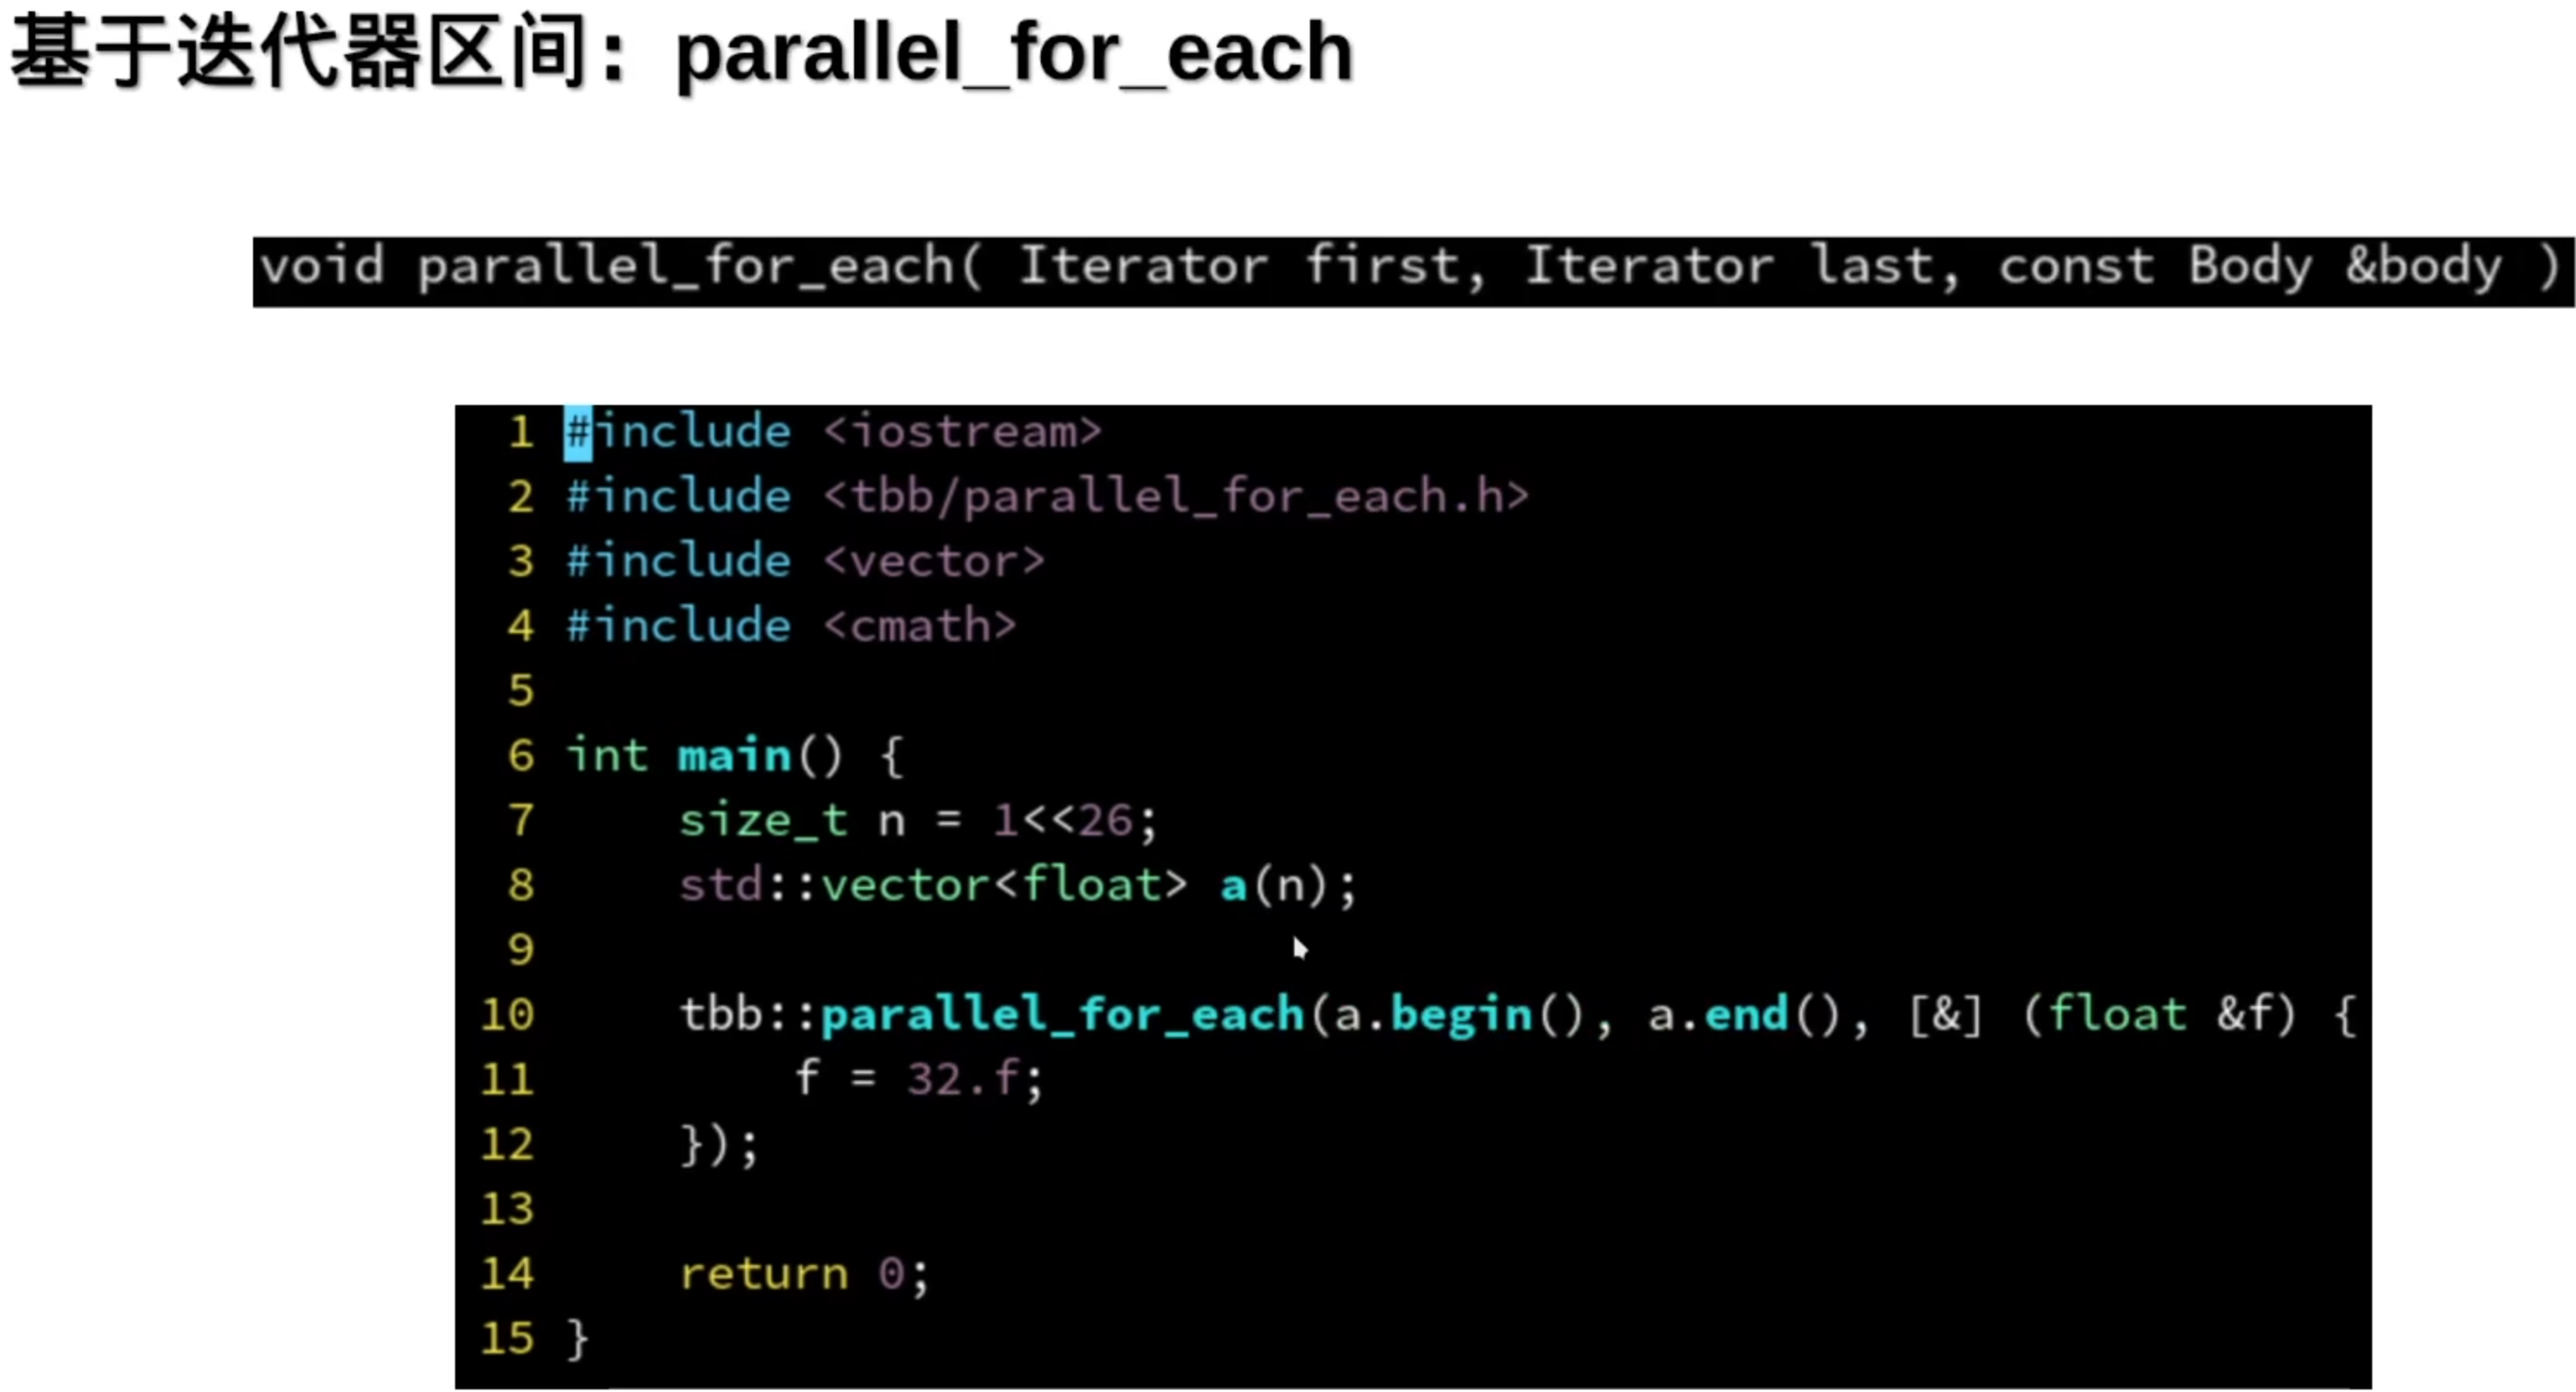 基于迭代器区间：parallel_for_each
void parallel_for_each( Iterator first, Iterator last, const Body &body )
1 #include <iostream>
2 #include <tbb/parallel_for_each.h>
3 #include <vector>
4 #include <cmath>
5
6 int main() {
7     size_t n = 1<<26;
8     std::vector<float> a(n);
9
10     tbb::parallel_for_each(a.begin(), a.end(), [&] (float &f) {
11         f = 32.f;
12     });
13
14     return 0;
15 }